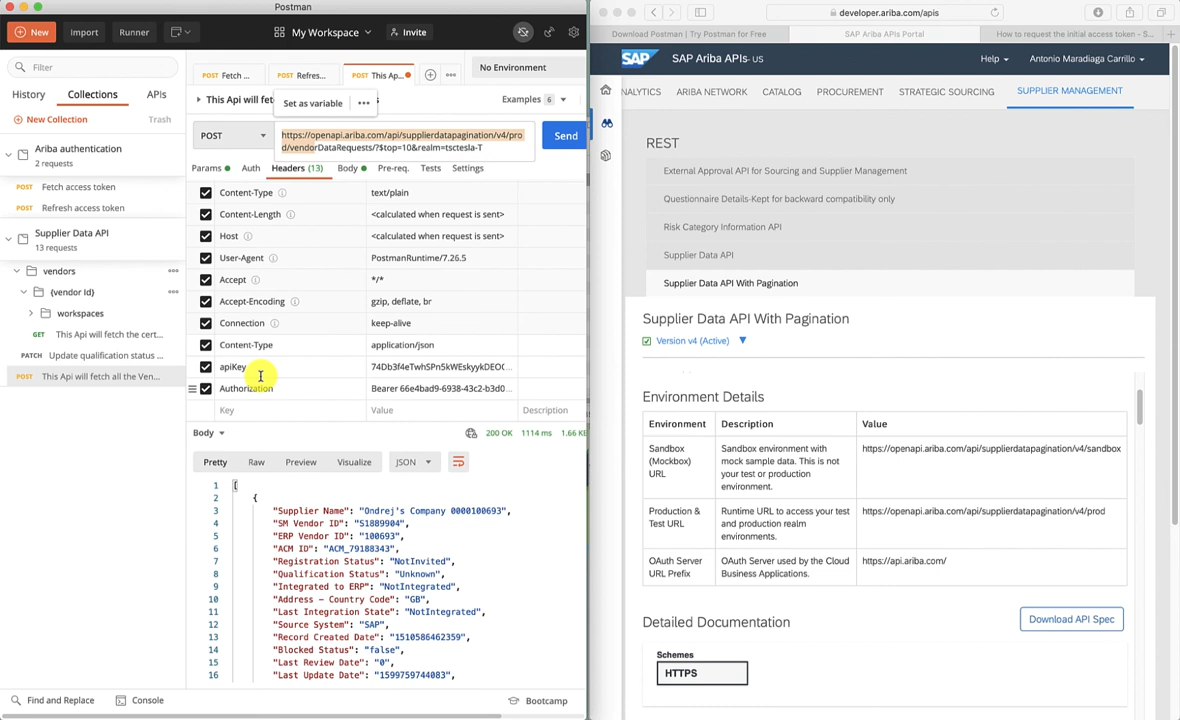 Postman
New
Import
Runner
My Workspace
Invite
Filter
History
Collections
APIs
New Collection
Trash
Ariba authentication
2 requests
POST Fetch access token
POST Refresh access token
Supplier Data API
13 requests
vendors
{vendor Id}
workspaces
GET This Api will fetch the cert...
PATCH Update qualification status ...
POST This Api will fetch all the Ven...
Find and Replace
Console
Bootcamp
POST Fetch ...
POST Refres...
POST This Ap...
No Environment
This Api will fet
Set as variable
Examples 6
POST
https://openapi.ariba.com/api/supplierdatapagination/v4/pro
d/vendorDataRequests/?$top=10&realm=tsctesla-T
Send
Params
Auth
Headers (13)
Body
Pre-req.
Tests
Settings
Content-Type text/plain
Content-Length <calculated when request is sent>
Host <calculated when request is sent>
User-Agent PostmanRuntime/7.26.5
Accept */*
Accept-Encoding gzip, deflate, br
Connection keep-alive
Content-Type application/json
apiKey 74Db3f4eTwhSPn5kWEskyykDEOC...
Authorization Bearer 66e4bad9-6938-43c2-b3d0...
Key Value Description
Body
200 OK 1114 ms 1.66 KB
Pretty Raw Preview Visualize JSON
1 [
2 {
3 "Supplier Name": "Ondrej's Company 0000100693",
4 "SM Vendor ID": "S1889904",
5 "ERP Vendor ID": "100693",
6 "ACM ID": "ACM_79188343",
7 "Registration Status": "NotInvited",
8 "Qualification Status": "Unknown",
9 "Integrated to ERP": "NotIntegrated",
10 "Address - Country Code": "GB",
11 "Last Integration State": "NotIntegrated",
12 "Source System": "SAP",
13 "Record Created Date": "1510586462359",
14 "Blocked Status": "false",
15 "Last Review Date": "0",
16 "Last Update Date": "1599759744083",
developer.ariba.com/apis
Download Postman | Try Postman for Free
SAP Ariba APIs Portal
How to request the initial access token - S...
SAP
SAP Ariba APIs- US
Help
Antonio Maradiaga Carrillo
NALYTICS
ARIBA NETWORK
CATALOG
PROCUREMENT
STRATEGIC SOURCING
SUPPLIER MANAGEMENT
REST
External Approval API for Sourcing and Supplier Management
Questionnaire Details-Kept for backward compatibility only
Risk Category Information API
Supplier Data API
Supplier Data API With Pagination
Supplier Data API With Pagination
Version v4 (Active)
Environment Details
Environment Description Value
Sandbox
(Mockbox)
URL
Sandbox environment with
mock sample data. This is not
your test or production
environment.
https://openapi.ariba.com/api/supplierdatapagination/v4/sandbox
Production &
Test URL
Runtime URL to access your test
and production realm
environments.
https://openapi.ariba.com/api/supplierdatapagination/v4/prod
OAuth Server
URL Prefix
OAuth Server used by the Cloud
Business Applications.
https://api.ariba.com/
Detailed Documentation
Download API Spec
Schemes
HTTPS